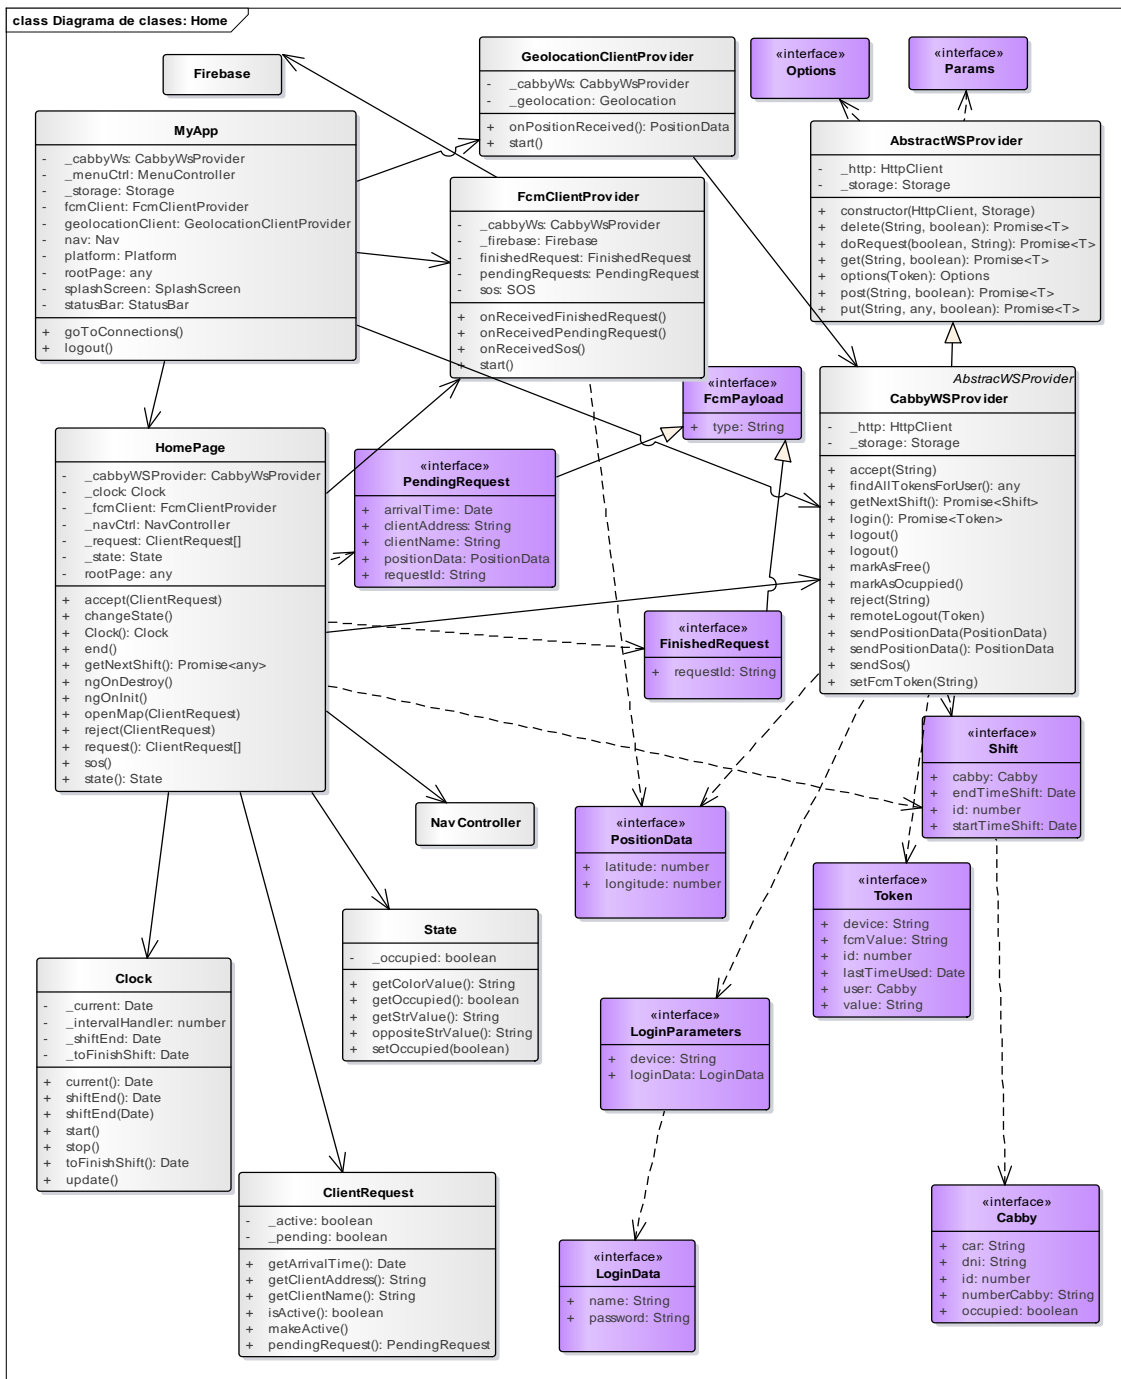 class Diagrama de clases: Home
Firebase
GeolocationClientProvider
- _cabbyWs: CabbyWsProvider
- _geolocation: Geolocation
+ onPositionReceived(): PositionData
+ start()
«interface»
Options
«interface»
Params
MyApp
- _cabbyWs: CabbyWsProvider
- _menuCtrl: MenuController
- _storage: Storage
- fcmClient: FcmClientProvider
- geolocationClient: GeolocationClientProvider
- nav: Nav
- platform: Platform
- rootPage: any
- splashScreen: SplashScreen
- statusBar: StatusBar
+ goToConnections()
+ logout()
AbstractWSProvider
- _http: HttpClient
- _storage: Storage
+ constructor(HttpClient, Storage)
+ delete(String, boolean): Promise<T>
+ doRequest(boolean, String): Promise<T>
+ get(String, boolean): Promise<T>
+ options(Token): Options
+ post(String, boolean): Promise<T>
+ put(String, any, boolean): Promise<T>
FcmClientProvider
- _cabbyWs: CabbyWsProvider
- _firebase: Firebase
- finishedRequest: FinishedRequest
- pendingRequests: PendingRequest
- sos: SOS
+ onReceivedFinishedRequest()
+ onReceivedPendingRequest()
+ onReceivedSos()
+ start()
«interface»
FcmPayload
+ type: String
AbstracWSProvider
CabbyWSProvider
- _http: HttpClient
- _storage: Storage
+ accept(String)
+ findAllTokensForUser(): any
+ getNextShift(): Promise<Shift>
+ login(): Promise<Token>
+ logout()
+ logout()
+ markAsFree()
+ markAsOcuppied()
+ reject(String)
+ remoteLogout(Token)
+ sendPositionData(PositionData)
+ sendPositionData(): PositionData
+ sendSos()
+ setFcmToken(String)
HomePage
- _cabbyWSProvider: CabbyWsProvider
- _clock: Clock
- _fcmClient: FcmClientProvider
- _navCtrl: NavController
- _request: ClientRequest[]
- _state: State
- rootPage: any
+ accept(ClientRequest)
+ changeState()
+ Clock(): Clock
+ end()
+ getNextShift(): Promise<any>
+ ngOnDestroy()
+ ngOnInit()
+ openMap(ClientRequest)
+ reject(ClientRequest)
+ request(): ClientRequest[]
+ sos()
+ state(): State
«interface»
PendingRequest
+ arrivalTime: Date
+ clientAddress: String
+ clientName: String
+ positionData: PositionData
+ requestId: String
«interface»
FinishedRequest
+ requestId: String
«interface»
Shift
+ cabby: Cabby
+ endTimeShift: Date
+ id: number
+ startTimeShift: Date
NavController
«interface»
PositionData
+ latitude: number
+ longitude: number
«interface»
Token
+ device: String
+ fcmValue: String
+ id: number
+ lastTimeUsed: Date
+ user: Cabby
+ value: String
State
- _occupied: boolean
+ getColorValue(): String
+ getOccupied(): boolean
+ getStrValue(): String
+ oppositeStrValue(): String
+ setOccupied(boolean)
Clock
- _current: Date
- _intervalHandler: number
- _shiftEnd: Date
- _toFinishShift: Date
+ current(): Date
+ shiftEnd(): Date
+ shiftEnd(Date)
+ start()
+ stop()
+ toFinishShift(): Date
+ update()
«interface»
LoginParameters
+ device: String
+ loginData: LoginData
ClientRequest
- _active: boolean
- _pending: boolean
+ getArrivalTime(): Date
+ getClientAddress(): String
+ getClientName(): String
+ isActive(): boolean
+ makeActive()
+ pendingRequest(): PendingRequest
«interface»
LoginData
+ name: String
+ password: String
«interface»
Cabby
+ car: String
+ dni: String
+ id: number
+ numberCabby: String
+ occupied: boolean